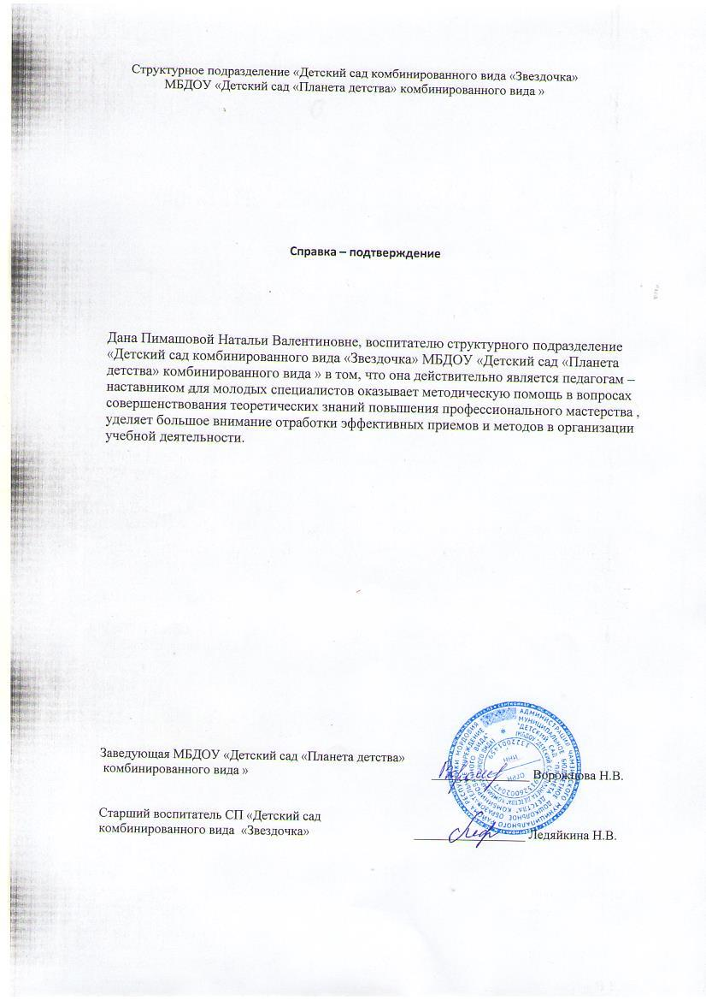 Структурное подразделение «Детский сад комбинированного вида «Звездочка»
МБДОУ «Детский сад «Планета детства» комбинированного вида »
Справка – подтверждение
Дана Пимашовой Натальи Валентиновне, воспитателю структурного подразделение
«Детский сад комбинированного вида «Звездочка» МБДОУ «Детский сад «Планета
детства» комбинированного вида » в том, что она действительно является педагогам –
наставником для молодых специалистов оказывает методическую помощь в вопросах
совершенствования теоретических знаний повышения профессионального мастерства ,
уделяет большое внимание отработки эффективных приемов и методов в организации
учебной деятельности.
Заведующая МБДОУ «Детский сад «Планета детства»
комбинированного вида » Ворожцова Н.В.
Старший воспитатель СП «Детский сад
комбинированного вида «Звездочка» Ледяйкина Н.В.